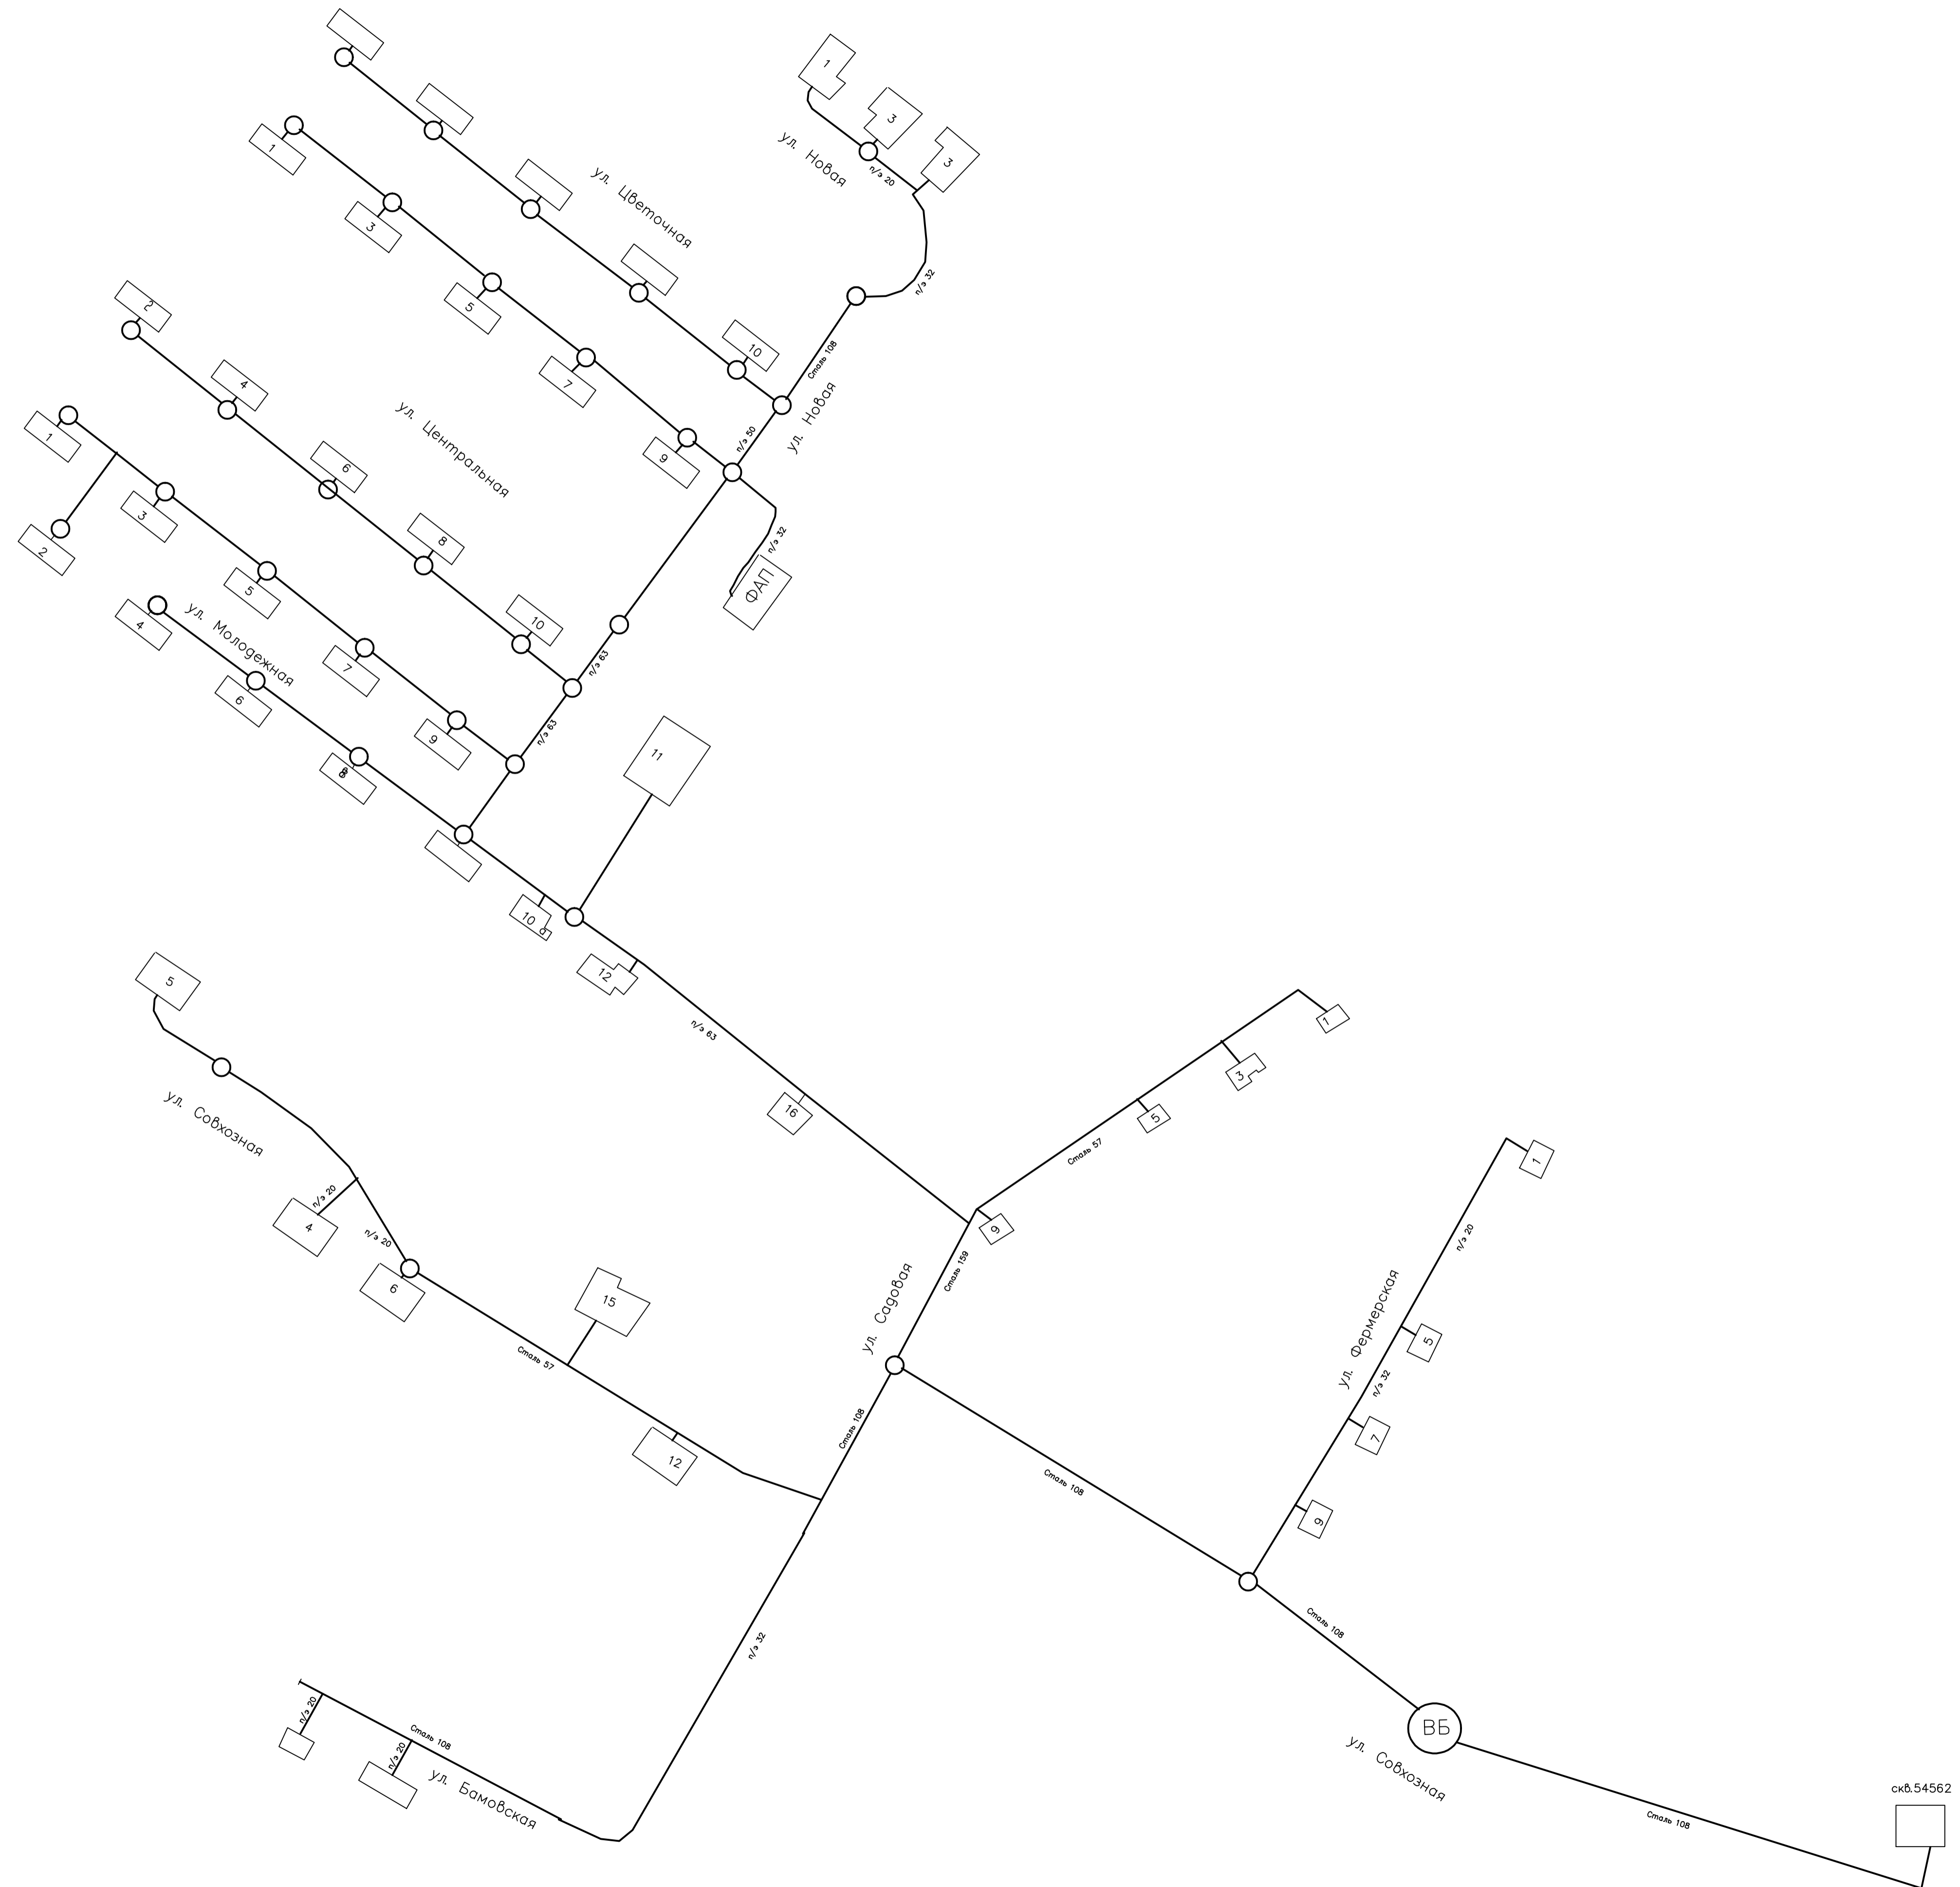 1
3
3
ул. Новая
п/э 20
п/э 32
ул. Цветочная
1
3
5
7
9
10
Сталь 108
ул. Новая
п/э 50
п/э 32
ФАП
2
4
6
8
10
ул. Центральная
п/э 63
п/э 63
1
2
3
5
7
9
ул. Молодежная
4
6
8
11
10 а
12
п/э 63
16
5
ул. Совхозная
п/э 20
4
п/э 20
6
15
Сталь 57
12
1
3
5
Сталь 57
9
Сталь 159
ул. Садовая
Сталь 108
Сталь 108
1
п/э 20
5
ул. Фермерская
п/э 32
7
9
Сталь 108
ВБ
ул. Совхозная
скв.54562
Сталь 108
п/э 32
п/э 20
Сталь 108
п/э 20
ул. Бамовская